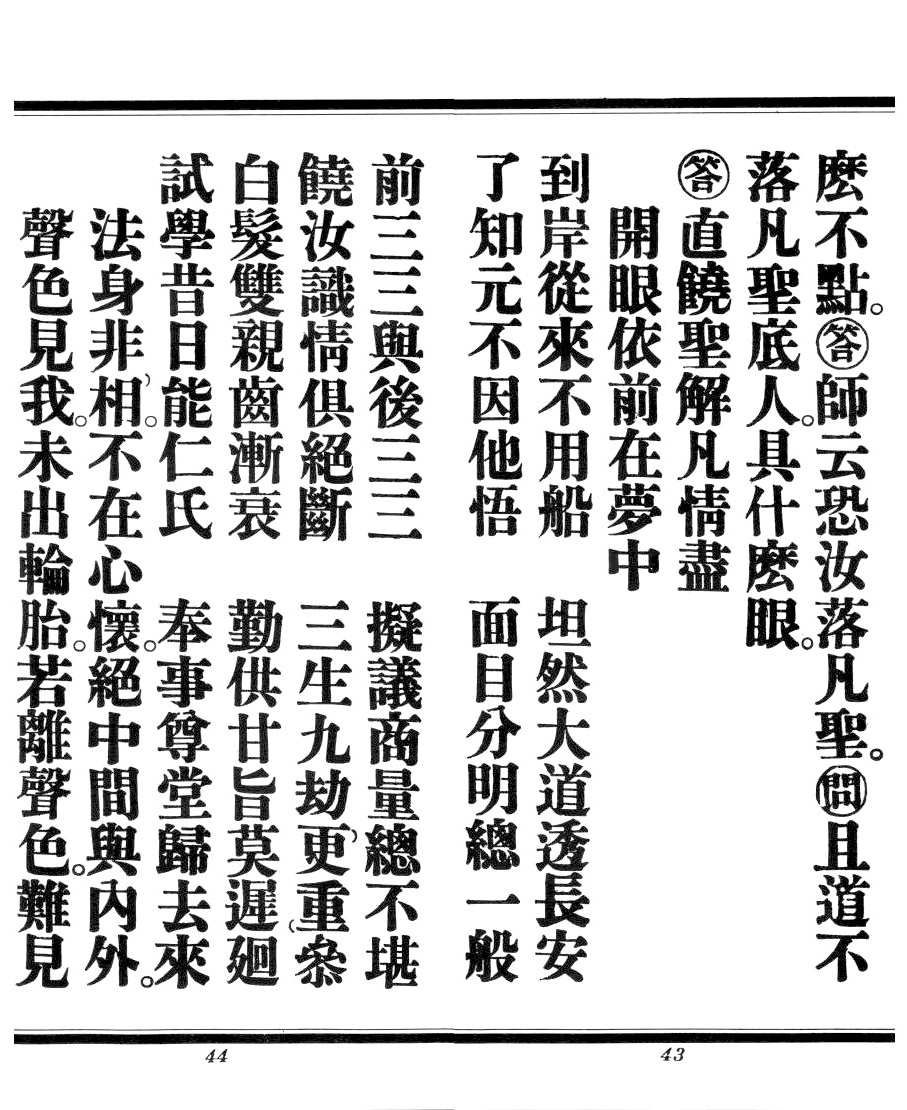 麽不點。答師云恐汝落凡聖。問且道不
落凡聖底人。具什麽眼。
答直饒聖解凡情盡
開眼依前在夢中
到岸從來不用船　坦然大道透長安
了知元不因他悟　面目分明總一般
43
前三三與後三三　擬議商量總不堪
饒汝識情俱絕斷　三生九劫更重叅
白髮雙親齒漸衰　勤供甘旨莫遲廻
試學昔日能仁氏　奉事尊堂歸去來
法身非相。不在心懷。絕中間與內外。
聲色見我。未出輪胎。若離聲色。難見
44